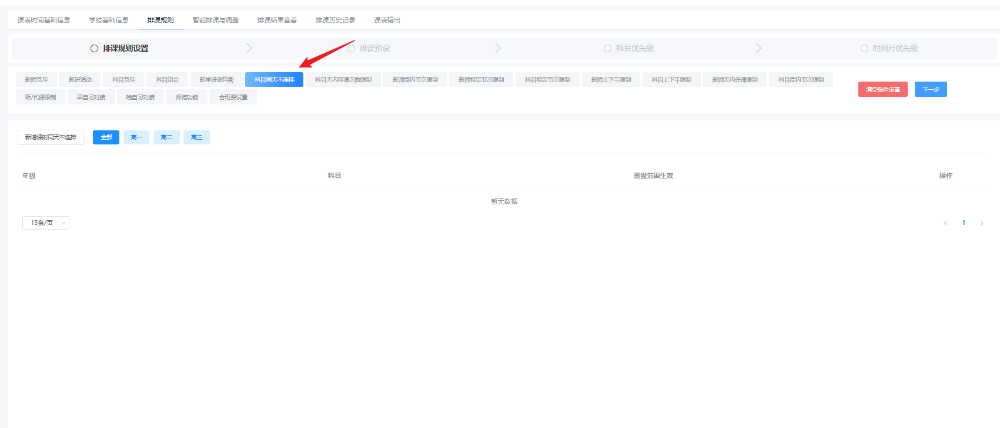 课表时间基础信息 学校基础信息 排课规则 智能排课与调整 排课结果查看 排课历史记录 课表输出
排课规则设置 排课预设 科目优先级 时间片优先级
教师互斥 教研活动 科目互斥 科目组合 教学进度均衡 科目同天不连排 科目天内排课次数限制 教师周内节次限制 教师特定节次限制 科目特定节次限制 教师上下午限制 科目上下午限制 教师天内任课限制 科目周内节次限制
听/代课限制 早自习对接 晚自习对接 师徒功能 合班课设置
清空条件设置 下一步
新增课时同天不连排 全部 高一 高二 高三
年级 科目 班级范围生效 操作
暂无数据
15条/页 1